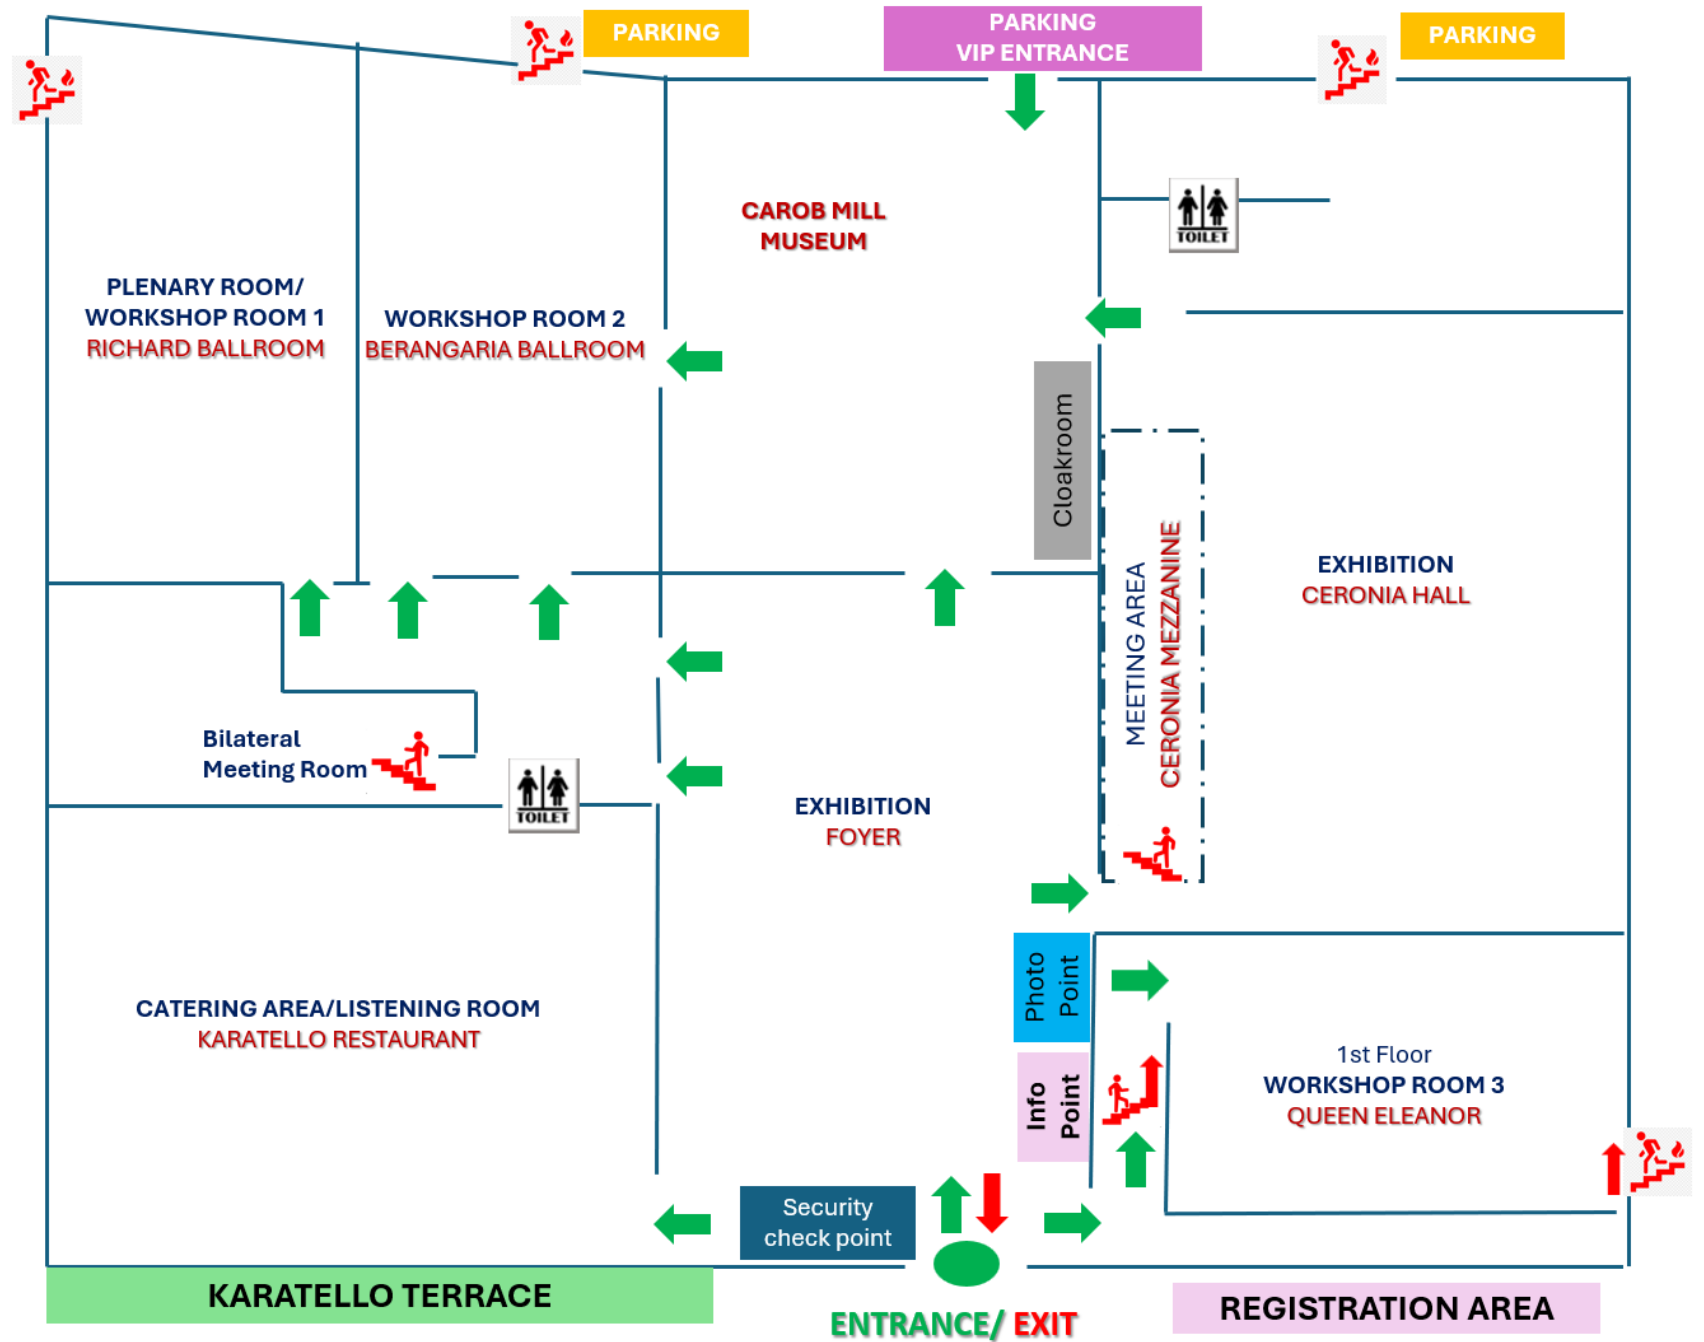 PARKING
PARKING
VIP ENTRANCE
PARKING
TOILET
CAROB MILL
MUSEUM
PLENARY ROOM/
WORKSHOP ROOM 1
RICHARD BALLROOM
WORKSHOP ROOM 2
BERANGARIA BALLROOM
Cloakroom
MEETING AREA
CERONIA MEZZANINE
EXHIBITION
CERONIA HALL
Bilateral
Meeting Room
TOILET
EXHIBITION
FOYER
Photo
Point
CATERING AREA/LISTENING ROOM
KARATELLO RESTAURANT
Info
Point
1st Floor
WORKSHOP ROOM 3
QUEEN ELEANOR
Security
check point
KARATELLO TERRACE
ENTRANCE/ EXIT
REGISTRATION AREA